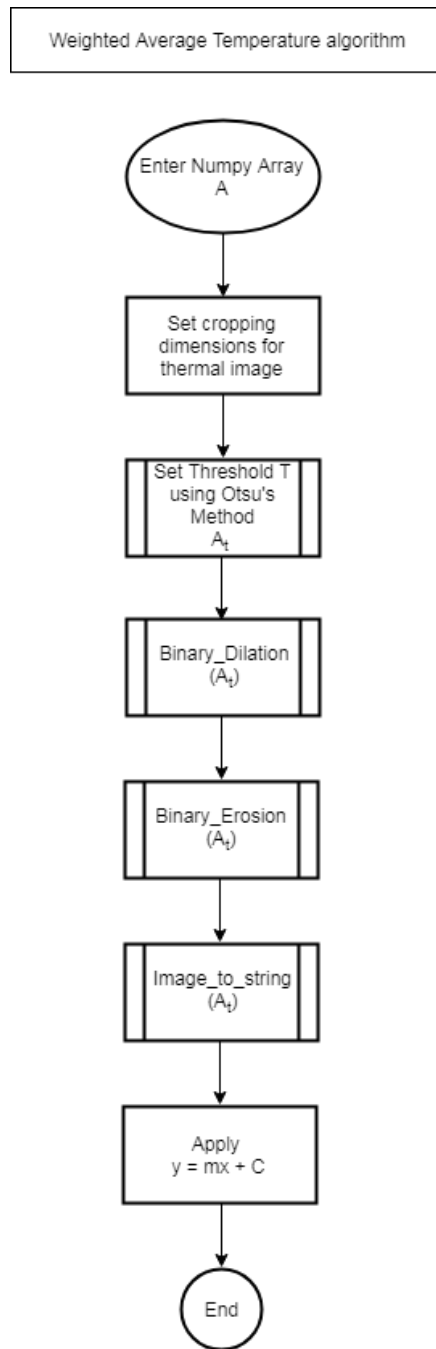 Weighted Average Temperature algorithm
Enter Numpy Array
A
Set cropping
dimensions for
thermal image
Set Threshold T
using Otsu's
Method
Aₜ
Binary_Dilation
(Aₜ)
Binary_Erosion
(Aₜ)
Image_to_string
(Aₜ)
Apply
y = mx + C
End